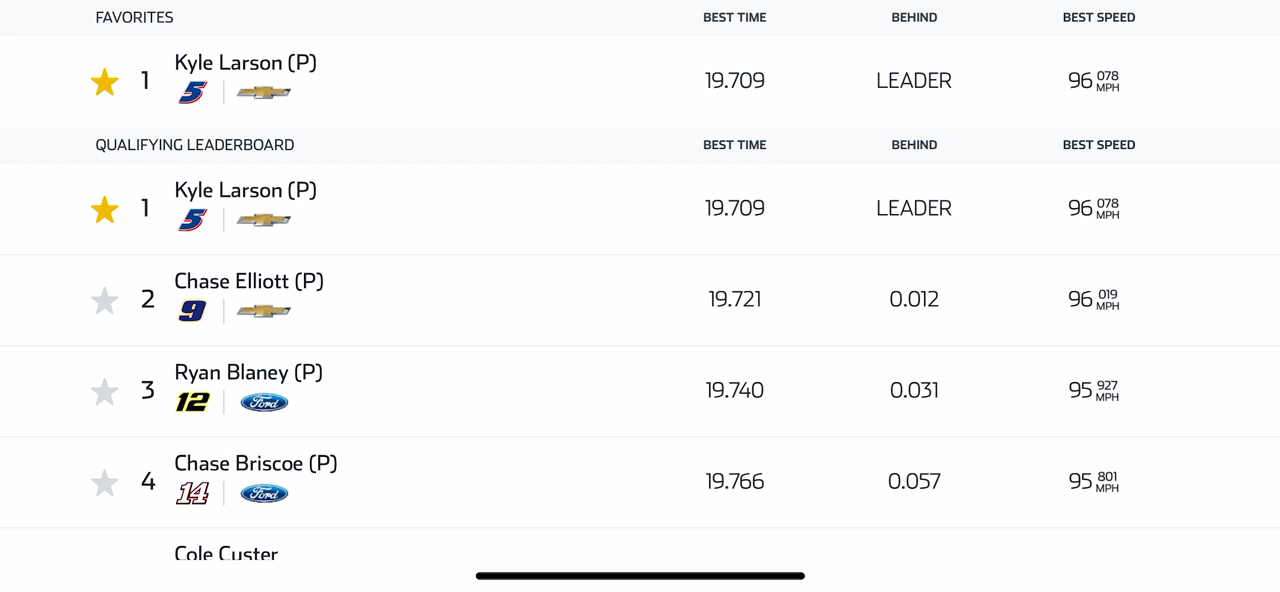 FAVORITES BEST TIME BEHIND BEST SPEED
1 Kyle Larson (P) 19.709 LEADER 96 078 MPH
5
QUALIFYING LEADERBOARD BEST TIME BEHIND BEST SPEED
1 Kyle Larson (P) 19.709 LEADER 96 078 MPH
5
2 Chase Elliott (P) 19.721 0.012 96 019 MPH
9
3 Ryan Blaney (P) 19.740 0.031 95 927 MPH
12 Ford
4 Chase Briscoe (P) 19.766 0.057 95 801 MPH
14 Ford
Cole Custer